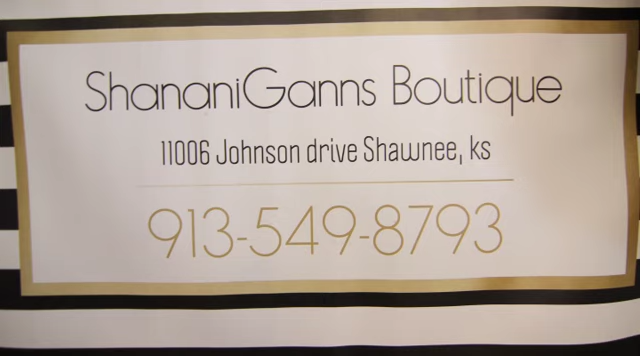 ShananiGanns Boutique
11006 Johnson drive Shawnee, ks
913-549-8793